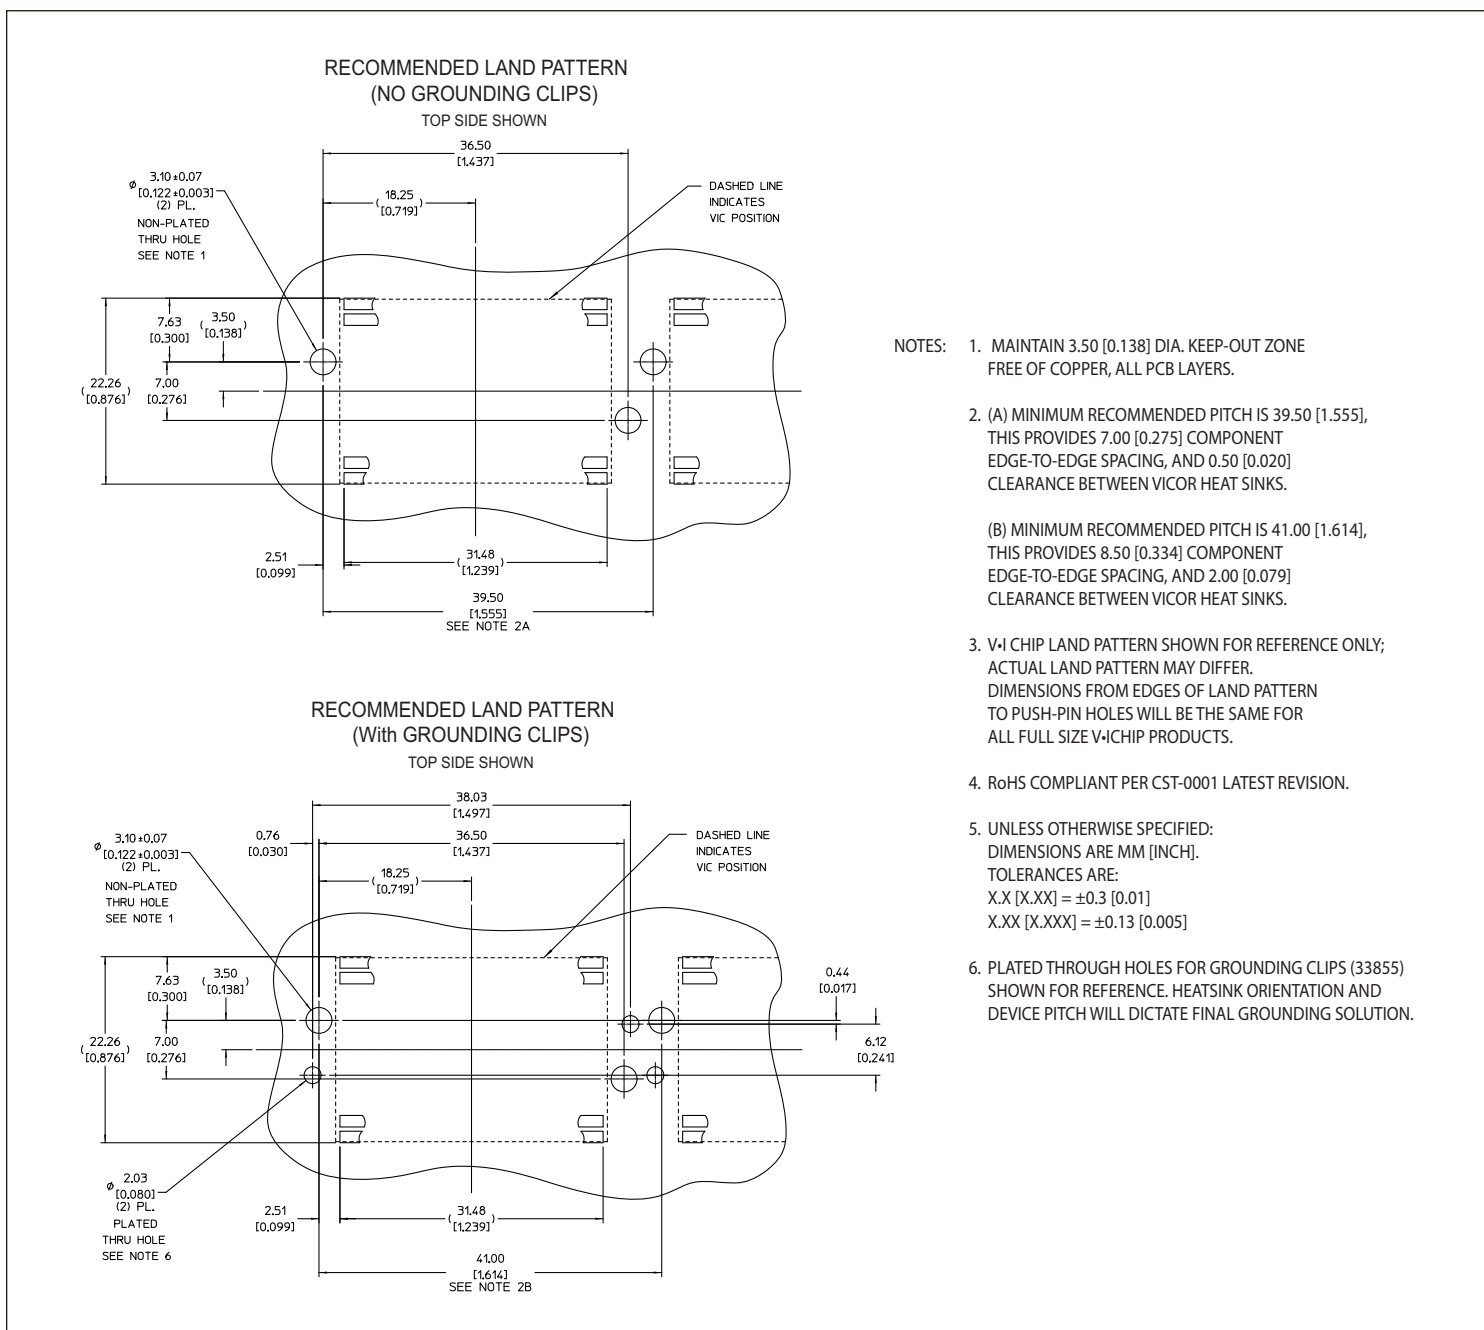 RECOMMENDED LAND PATTERN
(NO GROUNDING CLIPS)
TOP SIDE SHOWN
36.50
[1.437]
ø 3.10±0.07
[0.122±0.003]
(2) PL.
NON-PLATED
THRU HOLE
SEE NOTE 1
(18.25)
[0.719]
DASHED LINE
INDICATES
VIC POSITION
7.63
[0.300]
(3.50)
[0.138]
(22.26)
[0.876]
7.00
[0.276]
2.51
[0.099]
(31.48)
[1.239]
39.50
[1.555]
SEE NOTE 2A
RECOMMENDED LAND PATTERN
(With GROUNDING CLIPS)
TOP SIDE SHOWN
38.03
[1.497]
ø 3.10±0.07
[0.122±0.003]
(2) PL.
NON-PLATED
THRU HOLE
SEE NOTE 1
0.76
[0.030]
36.50
[1.437]
(18.25)
[0.719]
DASHED LINE
INDICATES
VIC POSITION
7.63
[0.300]
(3.50)
[0.138]
0.44
[0.017]
(22.26)
[0.876]
7.00
[0.276]
6.12
[0.241]
ø 2.03
[0.080]
(2) PL.
PLATED
THRU HOLE
SEE NOTE 6
2.51
[0.099]
(31.48)
[1.239]
41.00
[1.614]
SEE NOTE 2B
NOTES: 1. MAINTAIN 3.50 [0.138] DIA. KEEP-OUT ZONE
FREE OF COPPER, ALL PCB LAYERS.
2. (A) MINIMUM RECOMMENDED PITCH IS 39.50 [1.555],
THIS PROVIDES 7.00 [0.275] COMPONENT
EDGE-TO-EDGE SPACING, AND 0.50 [0.020]
CLEARANCE BETWEEN VICOR HEAT SINKS.
(B) MINIMUM RECOMMENDED PITCH IS 41.00 [1.614],
THIS PROVIDES 8.50 [0.334] COMPONENT
EDGE-TO-EDGE SPACING, AND 2.00 [0.079]
CLEARANCE BETWEEN VICOR HEAT SINKS.
3. V•I CHIP LAND PATTERN SHOWN FOR REFERENCE ONLY;
ACTUAL LAND PATTERN MAY DIFFER.
DIMENSIONS FROM EDGES OF LAND PATTERN
TO PUSH-PIN HOLES WILL BE THE SAME FOR
ALL FULL SIZE V•ICHIP PRODUCTS.
4. RoHS COMPLIANT PER CST-0001 LATEST REVISION.
5. UNLESS OTHERWISE SPECIFIED:
DIMENSIONS ARE MM [INCH].
TOLERANCES ARE:
X.X [X.XX] = ±0.3 [0.01]
X.XX [X.XXX] = ±0.13 [0.005]
6. PLATED THROUGH HOLES FOR GROUNDING CLIPS (33855)
SHOWN FOR REFERENCE. HEATSINK ORIENTATION AND
DEVICE PITCH WILL DICTATE FINAL GROUNDING SOLUTION.